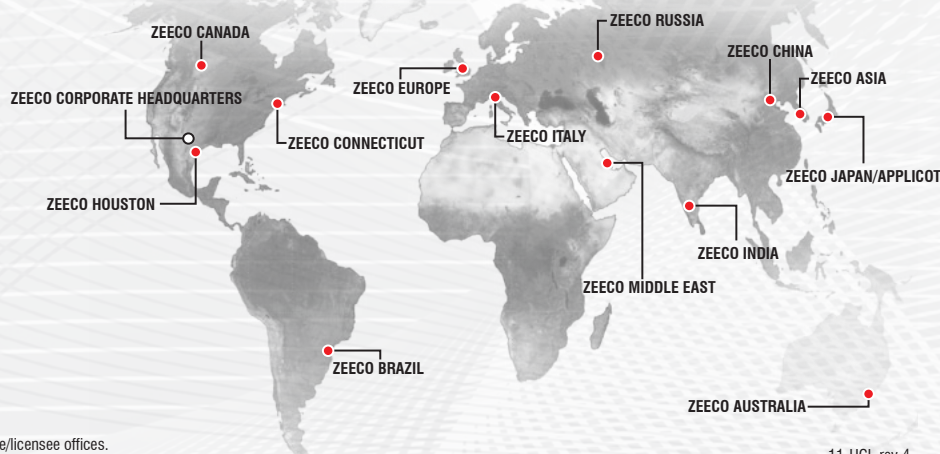 ZEECO RUSSIA
ZEECO CANADA
ZEECO CHINA
ZEECO ASIA
ZEECO EUROPE
ZEECO CORPORATE HEADQUARTERS
ZEECO ITALY
ZEECO CONNECTICUT
ZEECO JAPAN/APPLICOT
ZEECO HOUSTON
ZEECO INDIA
ZEECO MIDDLE EAST
ZEECO BRAZIL
ZEECO AUSTRALIA
e/licensee offices.